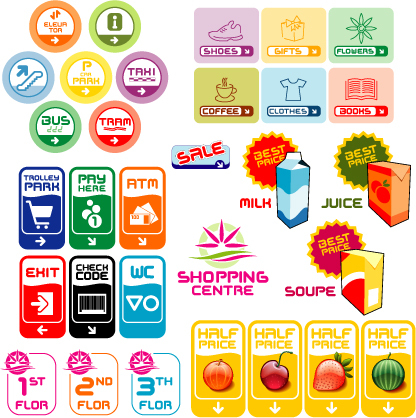 ELEVA
TOR
i
P
CAR
PARK
TAXI
BUS
TRAM
SHOES
GIFTS
FLOWERS
COFFEE
CLOTHES
BOOKS
SALE
BEST
PRICE
MILK
BEST
PRICE
JUICE
BEST
PRICE
SOUPE
TROLLEY
PARK
PAY
HERE
1
ATM
EXIT
CHECK
CODE
WC
SHOPPING
CENTRE
1ST
FLOR
2ND
FLOR
3TH
FLOR
HALF
PRICE
HALF
PRICE
HALF
PRICE
HALF
PRICE